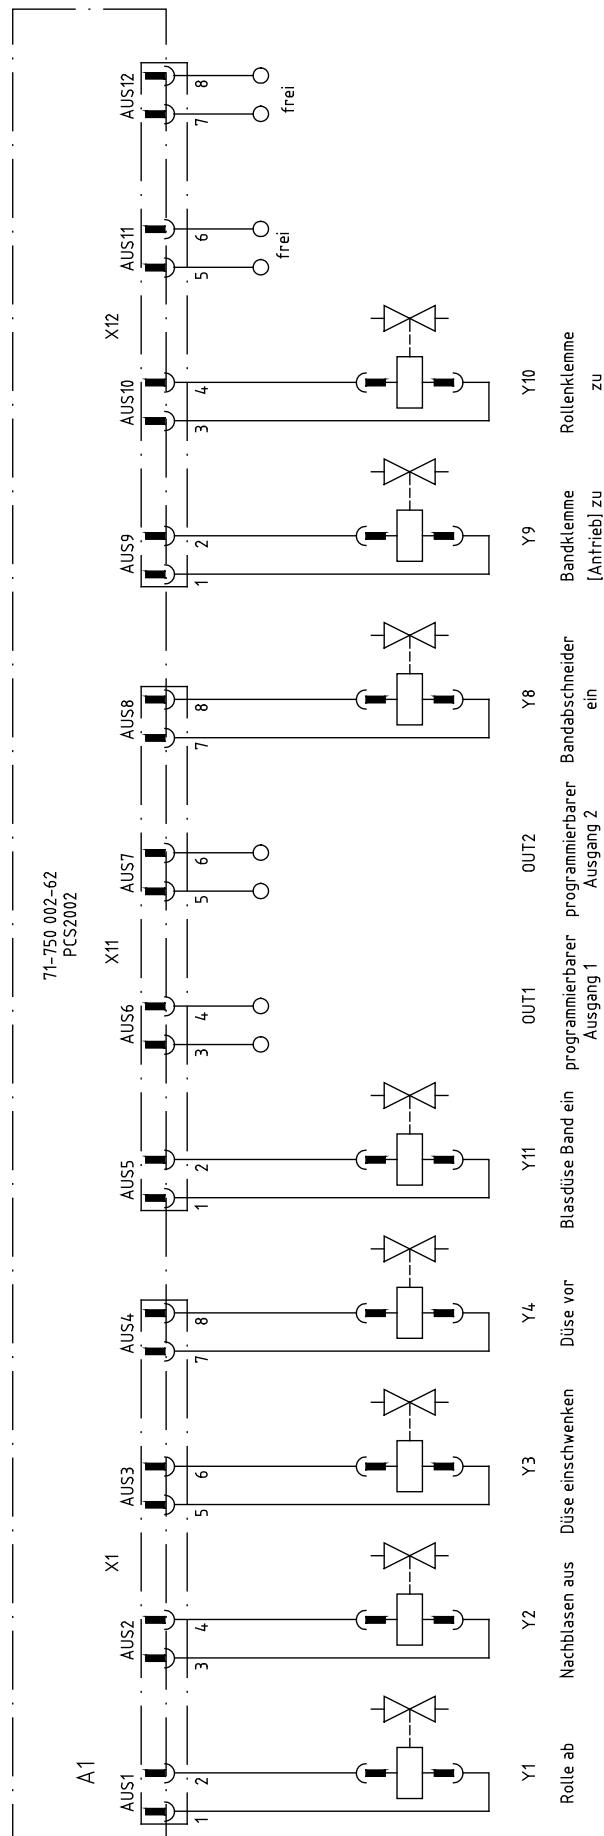 A1
71-750 002-62
PCS2002
X1
X11
X12
AUS1
AUS2
AUS3
AUS4
AUS5
AUS6
AUS7
AUS8
AUS9
AUS10
AUS11
AUS12
1
2
3
4
5
6
7
8
1
2
3
4
5
6
7
8
1
2
3
4
5
6
7
8
frei
frei
Y1
Y2
Y3
Y4
Y11
OUT1
OUT2
Y8
Y9
Y10
Rolle ab
Nachblasen aus
Düse einschwenken
Düse vor
Blasdüse Band ein
programmierbarer
Ausgang 1
programmierbarer
Ausgang 2
Bandabschneider
ein
Bandklemme
[Antrieb] zu
Rollenklemme
zu